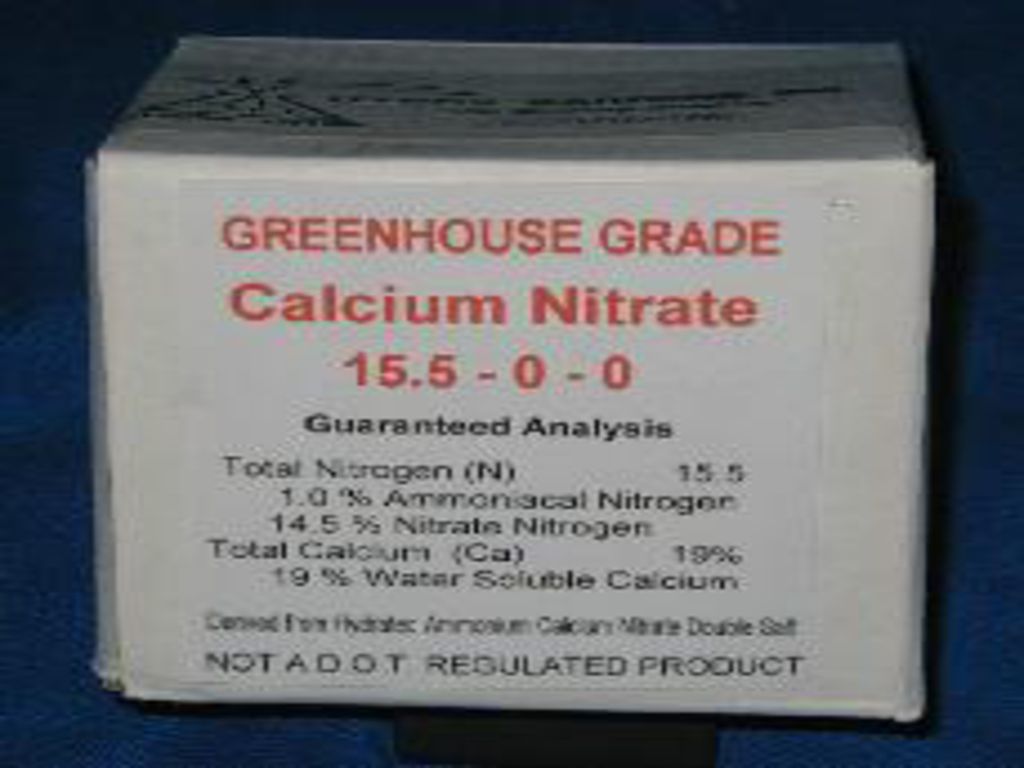 GREENHOUSE GRADE
Calcium Nitrate
15.5 - 0 - 0
Guaranteed Analysis
Total Nitrogen (N) 15.5
1.0 % Ammoniacal Nitrogen
14.5 % Nitrate Nitrogen
Total Calcium (Ca) 19%
19 % Water Soluble Calcium
Derived From Hydrated Ammonium Calcium Nitrate Double Salt
NOT A D O T REGULATED PRODUCT